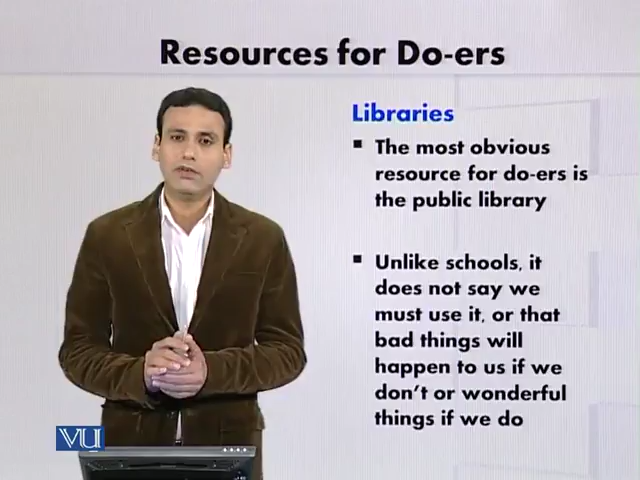 Resources for Do-ers
Libraries
▪ The most obvious
resource for do-ers is
the public library
▪ Unlike schools, it
does not say we
must use it, or that
bad things will
happen to us if we
don't or wonderful
things if we do
VU